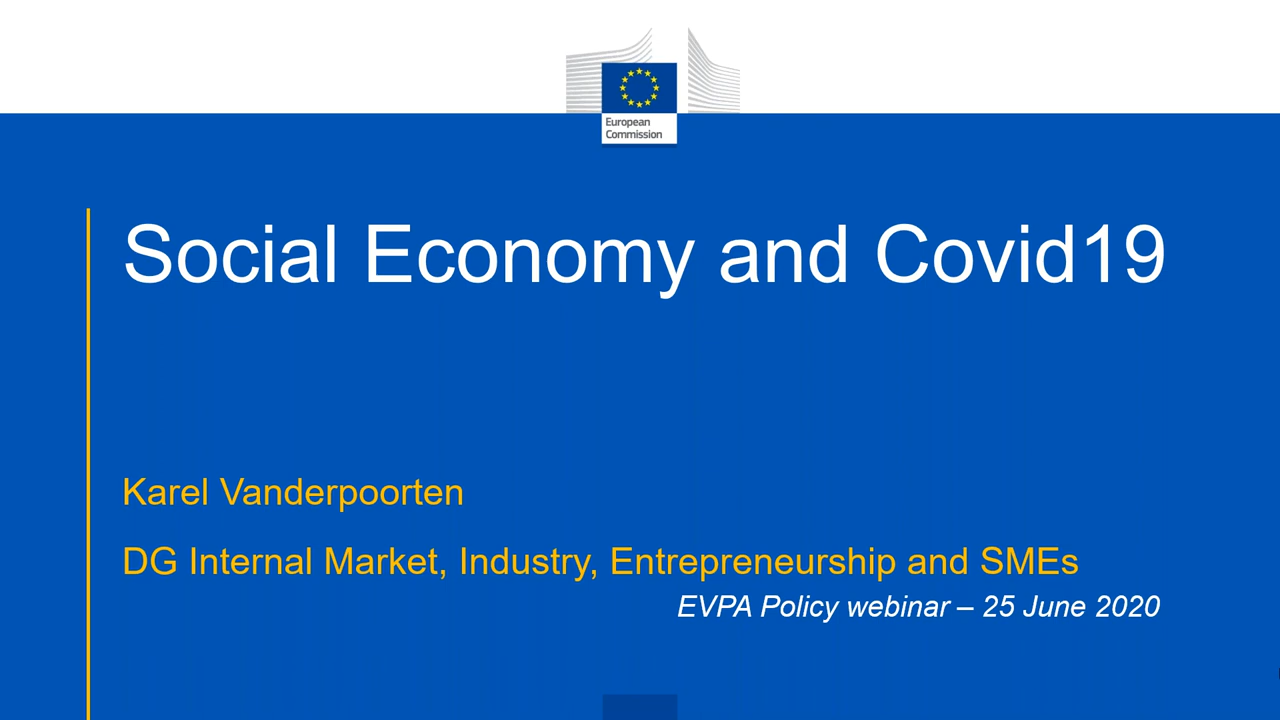 European
Commission
Social Economy and Covid19
Karel Vanderpoorten
DG Internal Market, Industry, Entrepreneurship and SMEs
EVPA Policy webinar – 25 June 2020